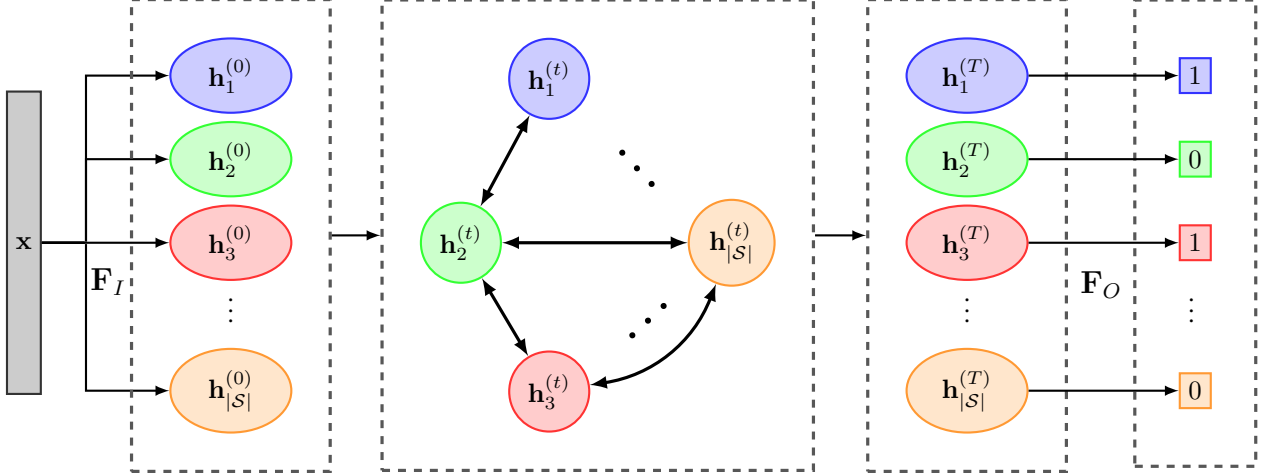 x
F_I
h_1^{(0)}
h_2^{(0)}
h_3^{(0)}
⋮
h_{|𝒮|}^{(0)}
h_1^{(t)}
h_2^{(t)}
h_{|𝒮|}^{(t)}
h_3^{(t)}
h_1^{(T)}
h_2^{(T)}
h_3^{(T)}
⋮
h_{|𝒮|}^{(T)}
F_O
1
0
1
⋮
0